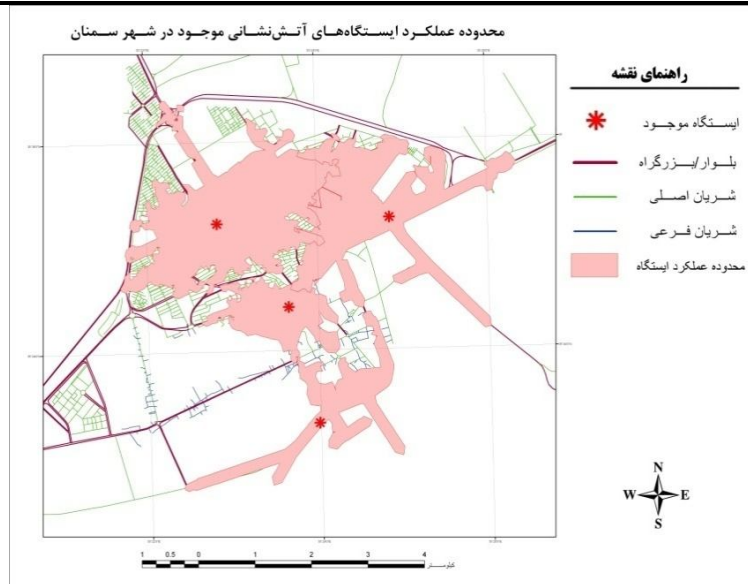 محدوده عملکرد ایستگاه‌های آتش‌نشانی موجود در شهر سمنان
راهنمای نقشه
ایستگاه موجود
بلوار/بزرگراه
شریان اصلی
شریان فرعی
محدوده عملکرد ایستگاه
N
W E
S
1 0.5 0 1 2 3 4
کیلومتر